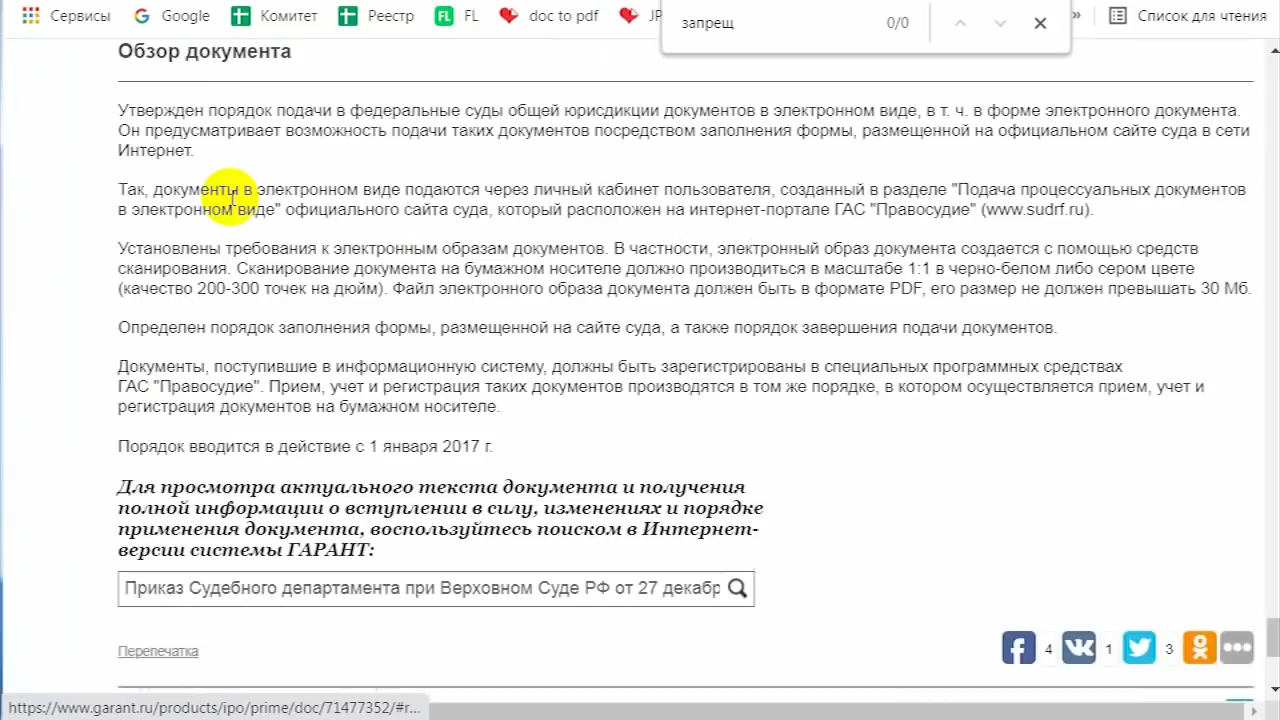 Сервисы Google Комитет Реестр FL doc to pdf Список для чтения
запрещ 0/0
Обзор документа
Утвержден порядок подачи в федеральные суды общей юрисдикции документов в электронном виде, в т. ч. в форме электронного документа.
Он предусматривает возможность подачи таких документов посредством заполнения формы, размещенной на официальном сайте суда в сети
Интернет.
Так, документы в электронном виде подаются через личный кабинет пользователя, созданный в разделе "Подача процессуальных документов
в электронном виде" официального сайта суда, который расположен на интернет-портале ГАС "Правосудие" (www.sudrf.ru).
Установлены требования к электронным образам документов. В частности, электронный образ документа создается с помощью средств
сканирования. Сканирование документа на бумажном носителе должно производиться в масштабе 1:1 в черно-белом либо сером цвете
(качество 200-300 точек на дюйм). Файл электронного образа документа должен быть в формате PDF, его размер не должен превышать 30 Мб.
Определен порядок заполнения формы, размещенной на сайте суда, а также порядок завершения подачи документов.
Документы, поступившие в информационную систему, должны быть зарегистрированы в специальных программных средствах
ГАС "Правосудие". Прием, учет и регистрация таких документов производятся в том же порядке, в котором осуществляется прием, учет и
регистрация документов на бумажном носителе.
Порядок вводится в действие с 1 января 2017 г.
Для просмотра актуального текста документа и получения
полной информации о вступлении в силу, изменениях и порядке
применения документа, воспользуйтесь поиском в Интернет-
версии системы ГАРАНТ:
Приказ Судебного департамента при Верховном Суде РФ от 27 декабр
Перепечатка 4 1 3
https://www.garant.ru/products/ipo/prime/doc/71477352/#r...